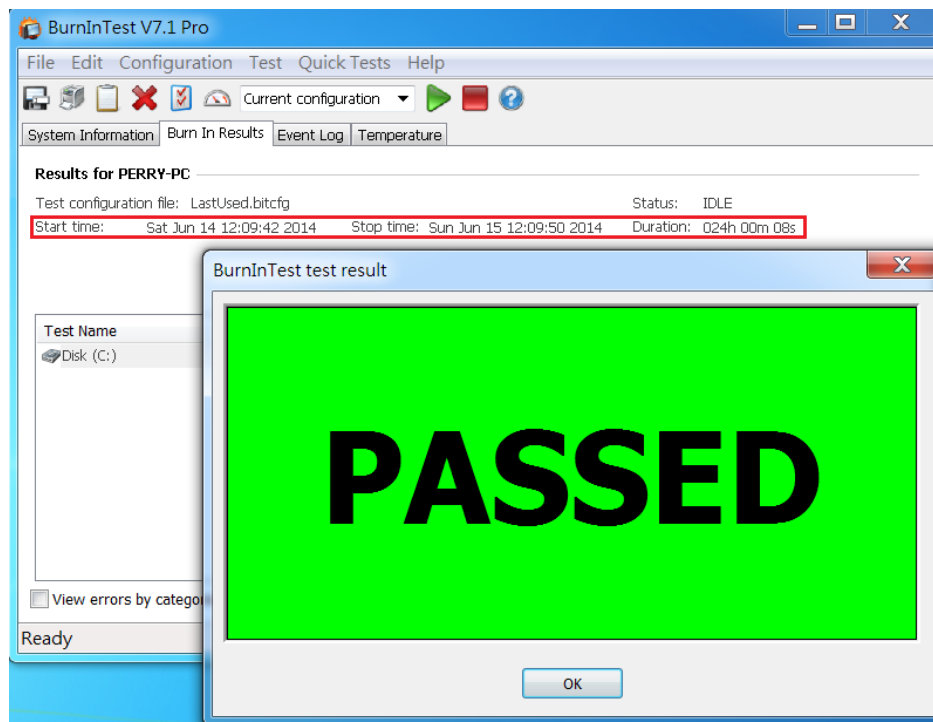 BurnInTest V7.1 Pro
File Edit Configuration Test Quick Tests Help
Current configuration
System Information Burn In Results Event Log Temperature
Results for PERRY-PC
Test configuration file: LastUsed.bitcfg Status: IDLE
Start time: Sat Jun 14 12:09:42 2014 Stop time: Sun Jun 15 12:09:50 2014 Duration: 024h 00m 08s
BurnInTest test result
Test Name
Disk (C:)
PASSED
View errors by catego
Ready
OK